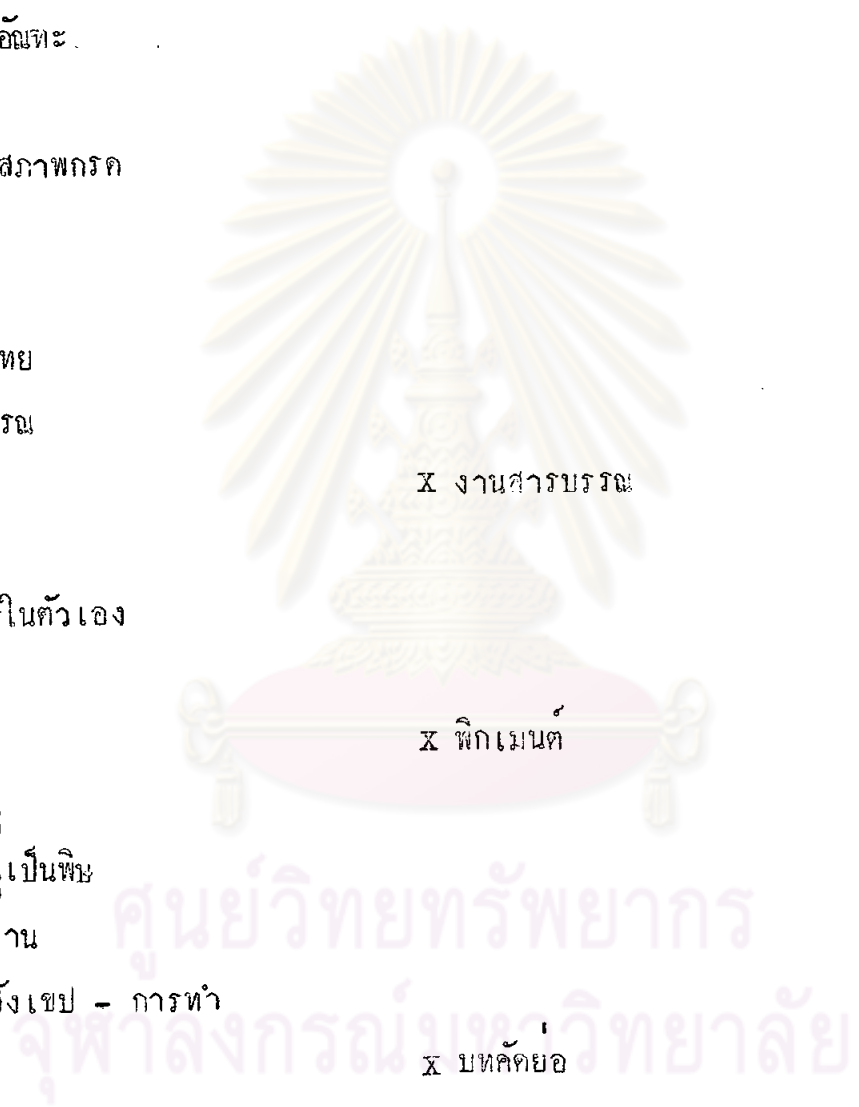 อัณฑะ
สภาพกรด
ทย
รณ
X งานสารบรรณ
ในตัวเอง
X พิกเมนต์
เป็นพิษ
าน
ังเขป - การทำ
X บทคัดย่อ
ศูนย์วิทยทรัพยากร
จุฬาลงกรณ์มหาวิทยาลัย